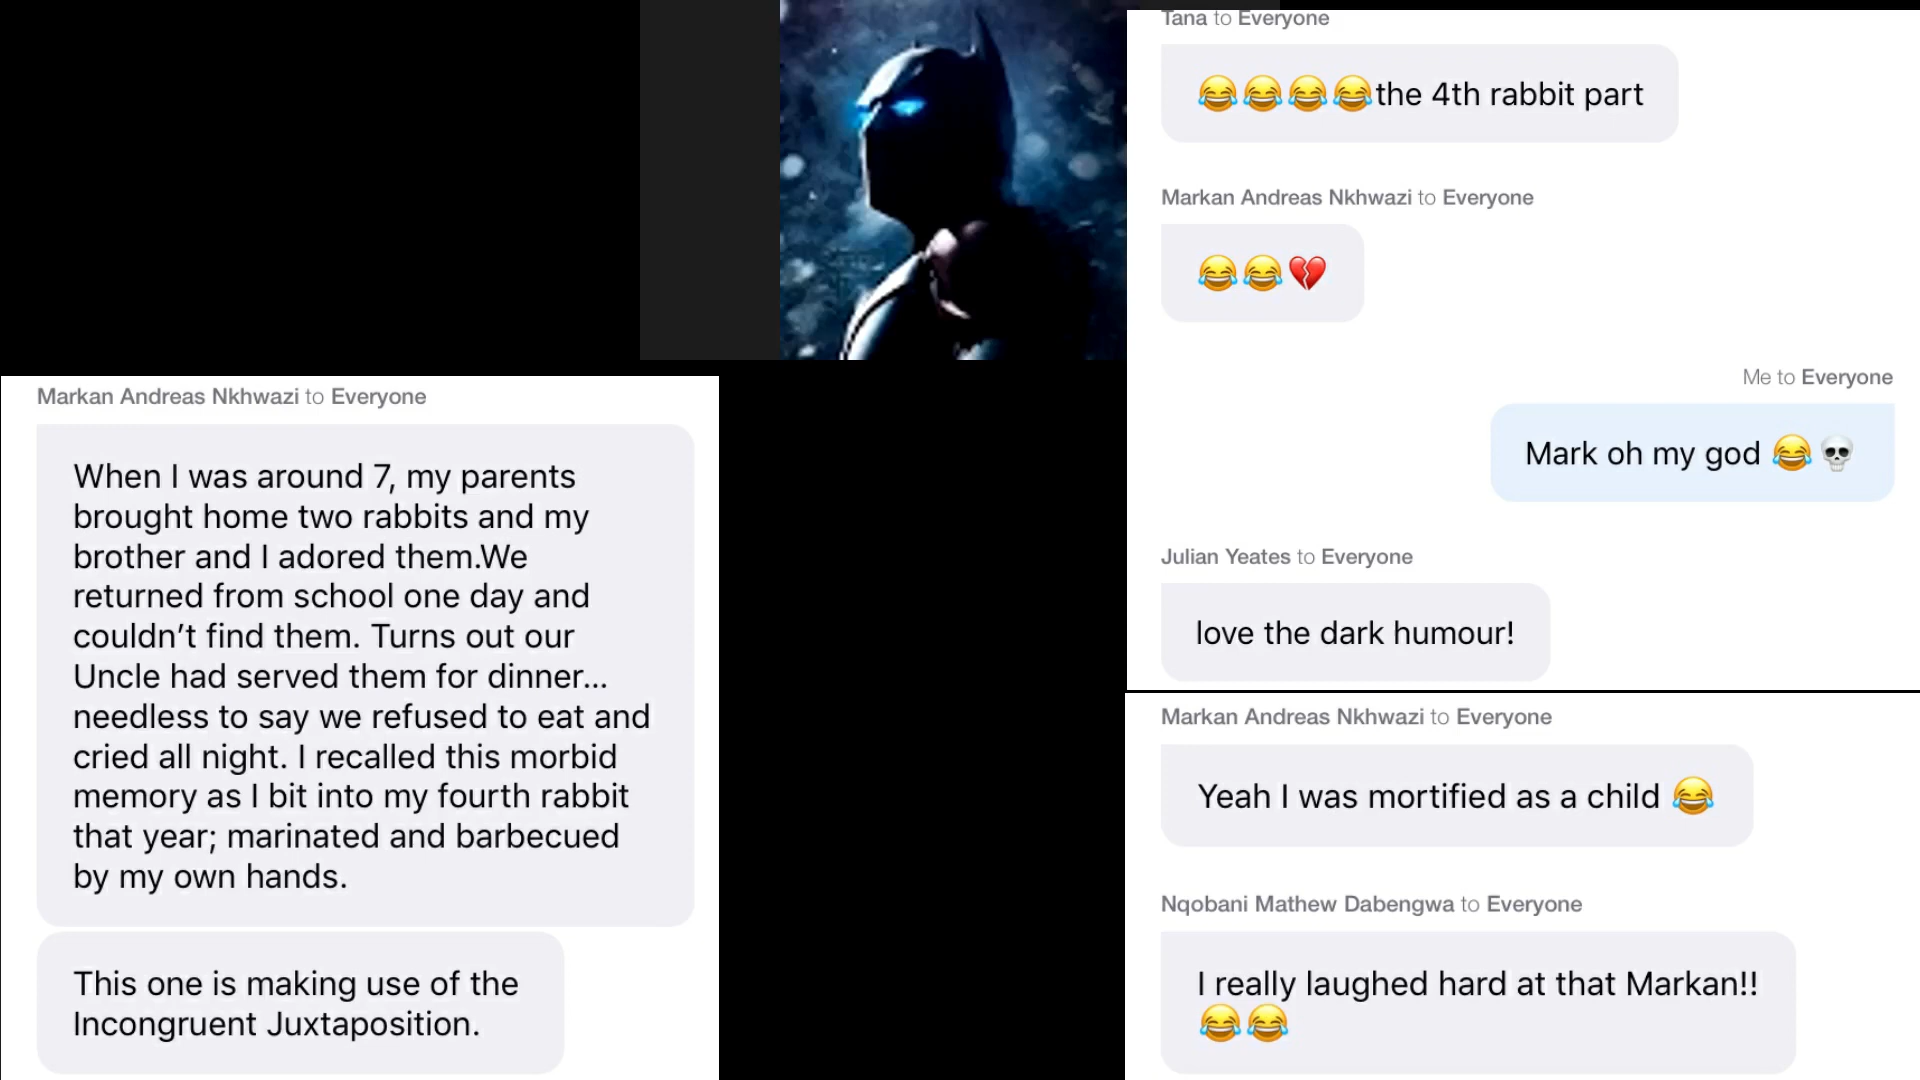 Markan Andreas Nkhwazi to Everyone
When I was around 7, my parents
brought home two rabbits and my
brother and I adored them.We
returned from school one day and
couldn’t find them. Turns out our
Uncle had served them for dinner...
needless to say we refused to eat and
cried all night. I recalled this morbid
memory as I bit into my fourth rabbit
that year; marinated and barbecued
by my own hands.
This one is making use of the
Incongruent Juxtaposition.
Tana to Everyone
😂😂😂😂the 4th rabbit part
Markan Andreas Nkhwazi to Everyone
😂😂💔
Me to Everyone
Mark oh my god 😂💀
Julian Yeates to Everyone
love the dark humour!
Markan Andreas Nkhwazi to Everyone
Yeah I was mortified as a child 😂
Nqobani Mathew Dabengwa to Everyone
I really laughed hard at that Markan!!
😂😂